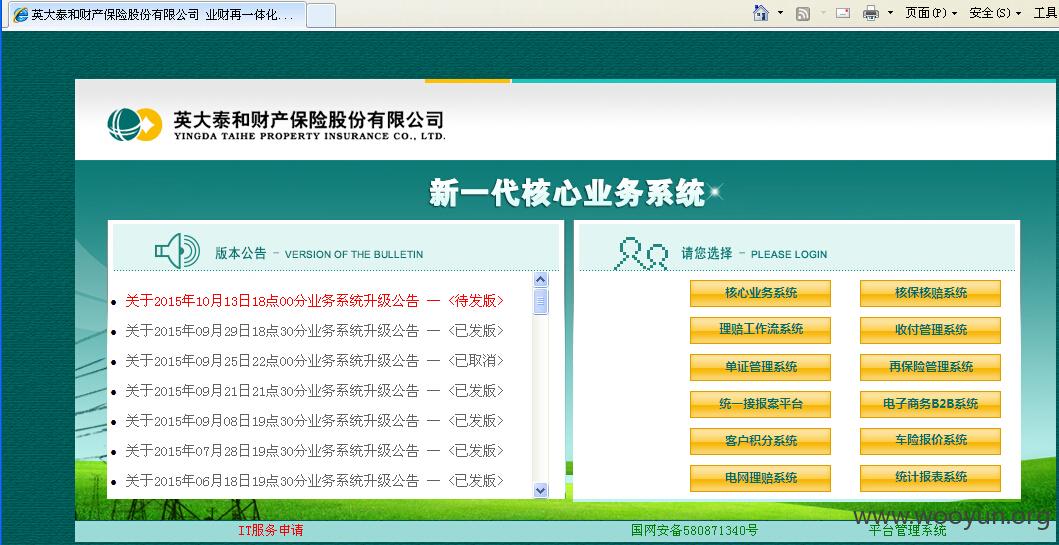 英大泰和财产保险股份有限公司 业财再一体化...
页面(P)
安全(S)
工具
英大泰和财产保险股份有限公司
YINGDA TAIHE PROPERTY INSURANCE CO., LTD.
新一代核心业务系统
版本公告 - VERSION OF THE BULLETIN
关于2015年10月13日18点00分业务系统升级公告 — <待发版>
关于2015年09月29日18点30分业务系统升级公告 — <已发版>
关于2015年09月25日22点00分业务系统升级公告 — <已取消>
关于2015年09月21日21点30分业务系统升级公告 — <已发版>
关于2015年09月08日19点30分业务系统升级公告 — <已发版>
关于2015年07月28日19点30分业务系统升级公告 — <已发版>
关于2015年06月18日19点30分业务系统升级公告 — <已发版>
请您选择 - PLEASE LOGIN
核心业务系统
核保核赔系统
理赔工作流系统
收付管理系统
单证管理系统
再保险管理系统
统一接报案平台
电子商务B2B系统
客户积分系统
车险报价系统
电网理赔系统
统计报表系统
www.wooyun.org
IT服务申请
国网安备580871340号
平台管理系统